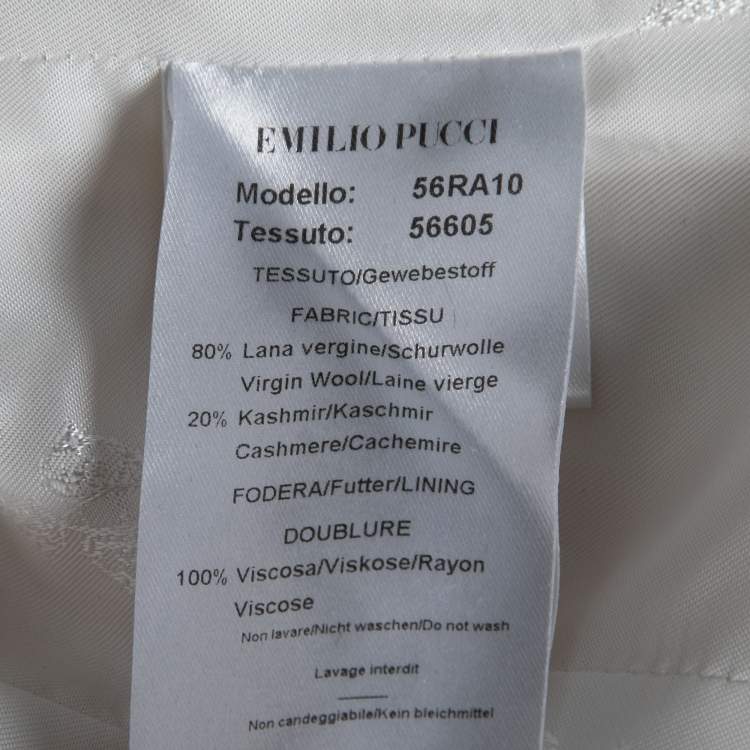 EMILIO PUCCI
Modello: 56RA10
Tessuto: 56605
TESSUTO/Gewebestoff
FABRIC/TISSU
80% Lana vergine/Schurwolle
Virgin Wool/Laine vierge
20% Kashmir/Kaschmir
Cashmere/Cachemire
FODERA/Futter/LINING
DOUBLURE
100% Viscosa/Viskose/Rayon
Viscose
Non lavare/Nicht waschen/Do not wash
Lavage interdit
Non candeggiabile/Kein bleichmittel